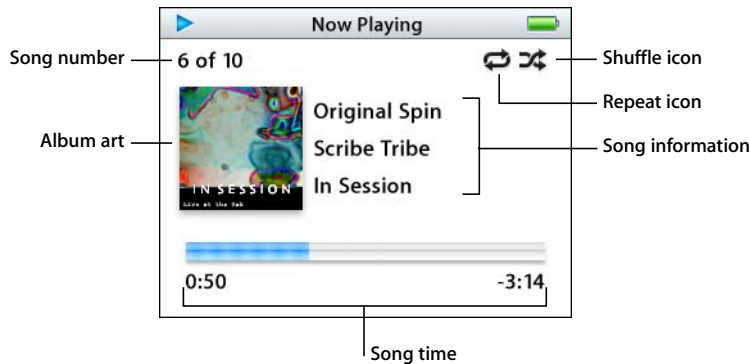 Now Playing
Song number
6 of 10
Shuffle icon
Repeat icon
Album art
Original Spin
Scribe Tribe
In Session
Song information
IN SESSION
Live at the Tab
0:50
-3:14
Song time